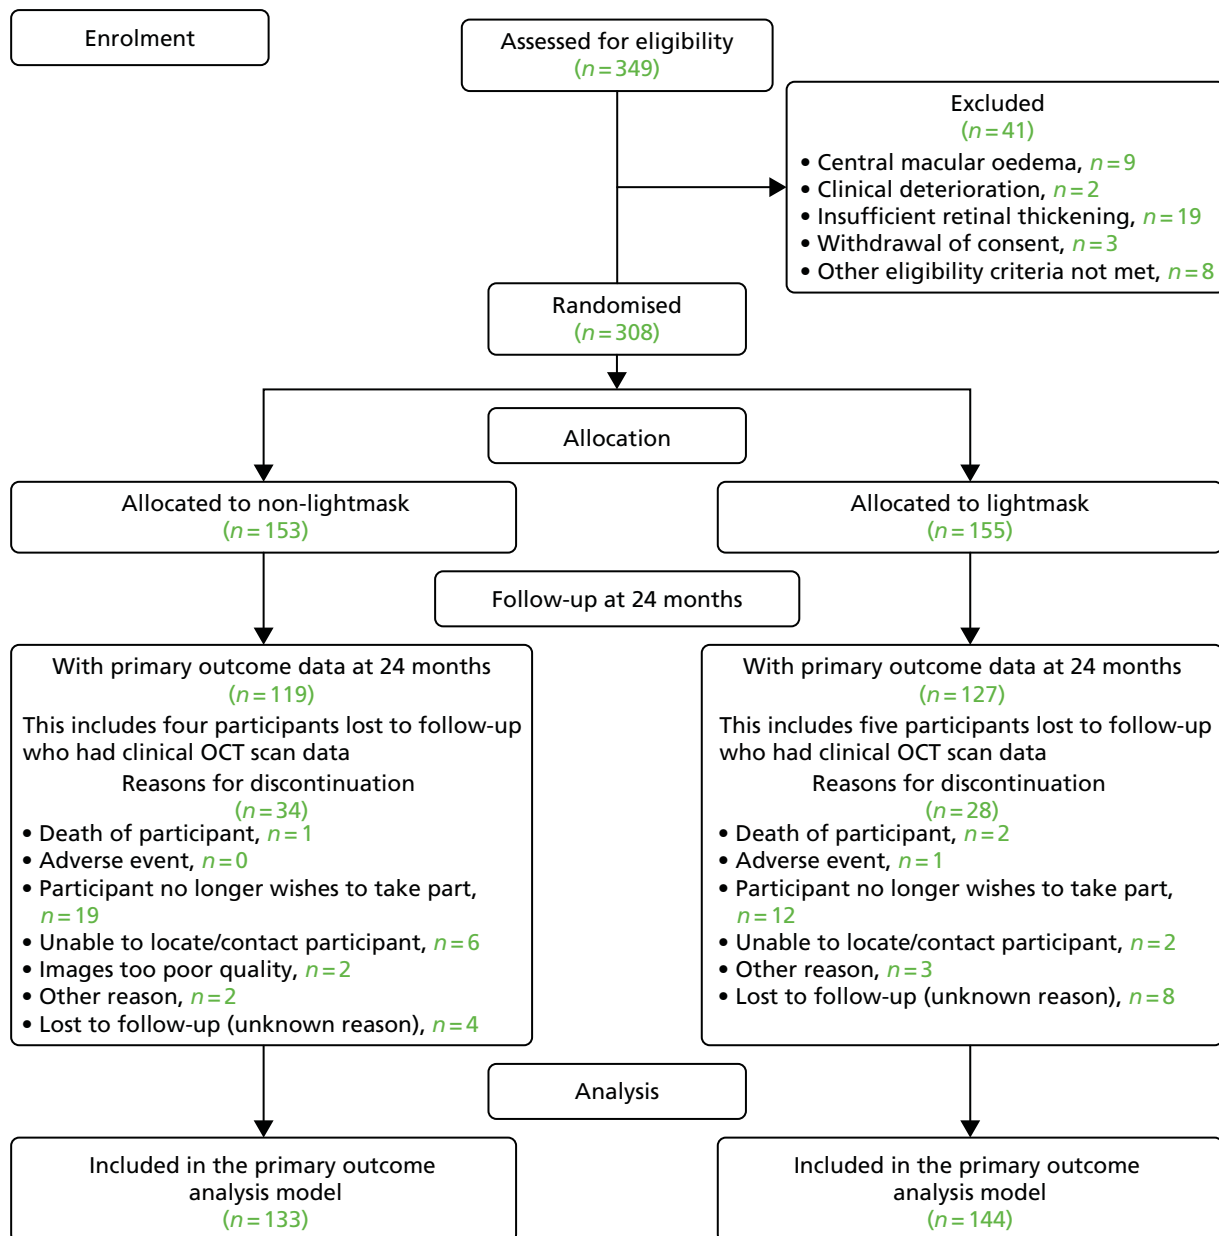 Enrolment
Assessed for eligibility
(n=349)
Excluded
(n=41)
• Central macular oedema, n=9
• Clinical deterioration, n=2
• Insufficient retinal thickening, n=19
• Withdrawal of consent, n=3
• Other eligibility criteria not met, n=8
Randomised
(n=308)
Allocation
Allocated to non-lightmask
(n=153)
Allocated to lightmask
(n=155)
Follow-up at 24 months
With primary outcome data at 24 months
(n=119)
This includes four participants lost to follow-up
who had clinical OCT scan data
Reasons for discontinuation
(n=34)
• Death of participant, n=1
• Adverse event, n=0
• Participant no longer wishes to take part,
n=19
• Unable to locate/contact participant, n=6
• Images too poor quality, n=2
• Other reason, n=2
• Lost to follow-up (unknown reason), n=4
With primary outcome data at 24 months
(n=127)
This includes five participants lost to follow-up
who had clinical OCT scan data
Reasons for discontinuation
(n=28)
• Death of participant, n=2
• Adverse event, n=1
• Participant no longer wishes to take part,
n=12
• Unable to locate/contact participant, n=2
• Other reason, n=3
• Lost to follow-up (unknown reason), n=8
Analysis
Included in the primary outcome
analysis model
(n=133)
Included in the primary outcome
analysis model
(n=144)